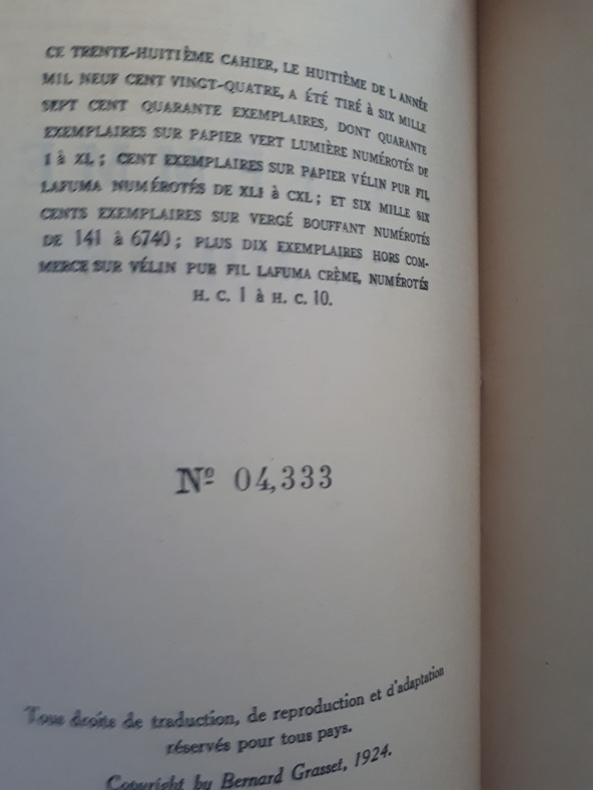 CE TRENTE-HUITIÈME CAHIER, LE HUITIÈME DE L'ANNÉE
MIL NEUF CENT VINGT-QUATRE, A ÉTÉ TIRÉ à SIX MILLE
SEPT CENT QUARANTE EXEMPLAIRES, DONT QUARANTE
EXEMPLAIRES SUR PAPIER VERT LUMIÈRE NUMÉROTÉS DE
I à XL; CENT EXEMPLAIRES SUR PAPIER VÉLIN PUR FIL
LAFUMA NUMÉROTÉS DE XLI à CXL; ET SIX MILLE SIX
CENTS EXEMPLAIRES SUR VERGÉ BOUFFANT NUMÉROTÉS
DE 141 à 6740; PLUS DIX EXEMPLAIRES HORS COM-
MERCE SUR VÉLIN PUR FIL LAFUMA CRÈME, NUMÉROTÉS
H. C. 1 à H. C. 10.
Nº 04,333
Tous droits de traduction, de reproduction et d'adaptation
réservés pour tous pays.
Copyright by Bernard Grasset, 1924.